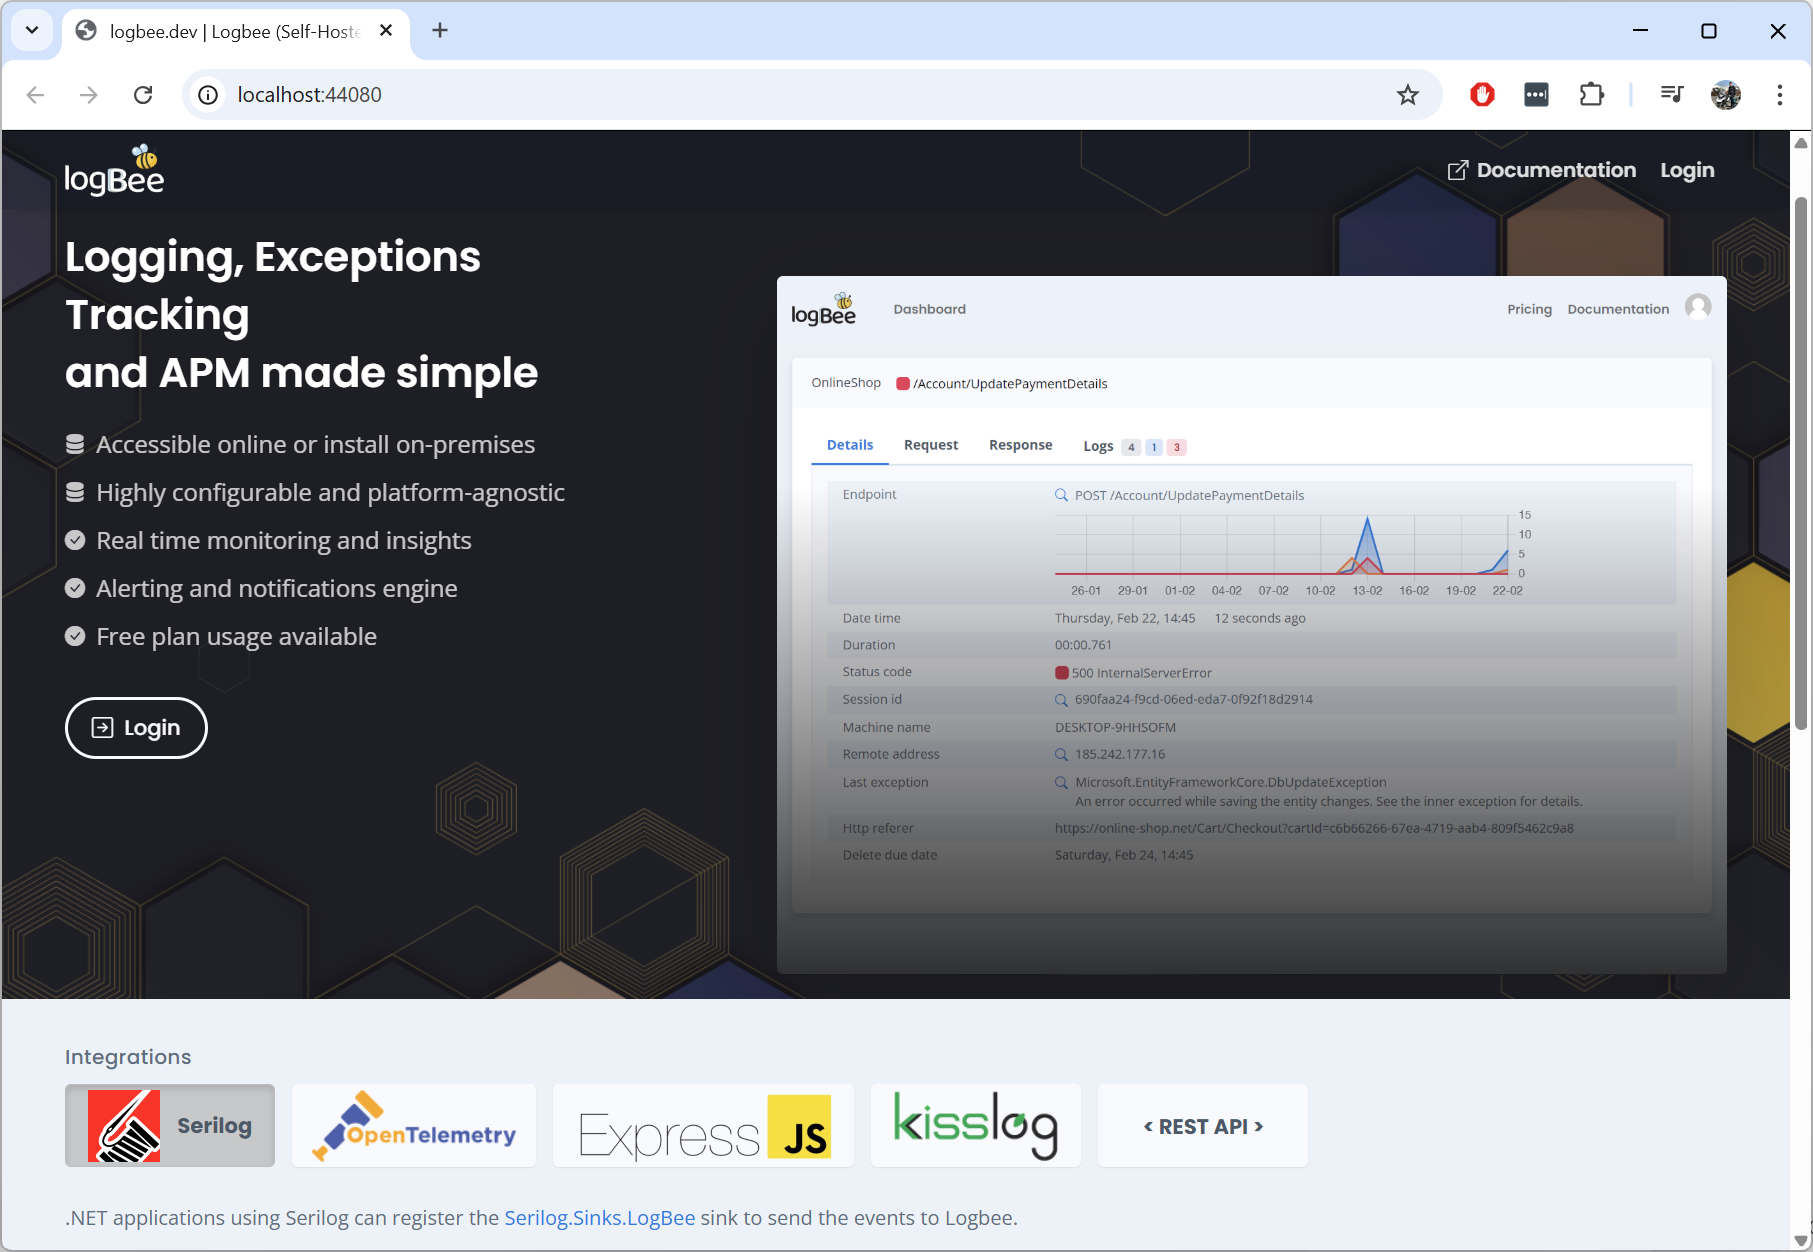 logbee.dev | Logbee (Self-Hoste
localhost:44080
logBee
Documentation
Login
Logging, Exceptions
Tracking
and APM made simple
Accessible online or install on-premises
Highly configurable and platform-agnostic
Real time monitoring and insights
Alerting and notifications engine
Free plan usage available
Login
logBee
Dashboard
Pricing
Documentation
OnlineShop
/Account/UpdatePaymentDetails
Details
Request
Response
Logs 4 1 3
Endpoint
POST /Account/UpdatePaymentDetails
15
10
5
0
26-01 29-01 01-02 04-02 07-02 10-02 13-02 16-02 19-02 22-02
Date time Thursday, Feb 22, 14:45 12 seconds ago
Duration 00:00.761
Status code 500 InternalServerError
Session id 690faa24-f9cd-06ed-eda7-0f92f18d2914
Machine name DESKTOP-9HHSOFM
Remote address 185.242.177.16
Last exception Microsoft.EntityFrameworkCore.DbUpdateException
An error occurred while saving the entity changes. See the inner exception for details.
Http referer https://online-shop.net/Cart/Checkout?cartId=c6b66266-67ea-4719-aab4-809f5462c9a8
Delete due date Saturday, Feb 24, 14:45
Integrations
Serilog
OpenTelemetry
Express JS
kisslog
< REST API >
.NET applications using Serilog can register the Serilog.Sinks.LogBee sink to send the events to Logbee.